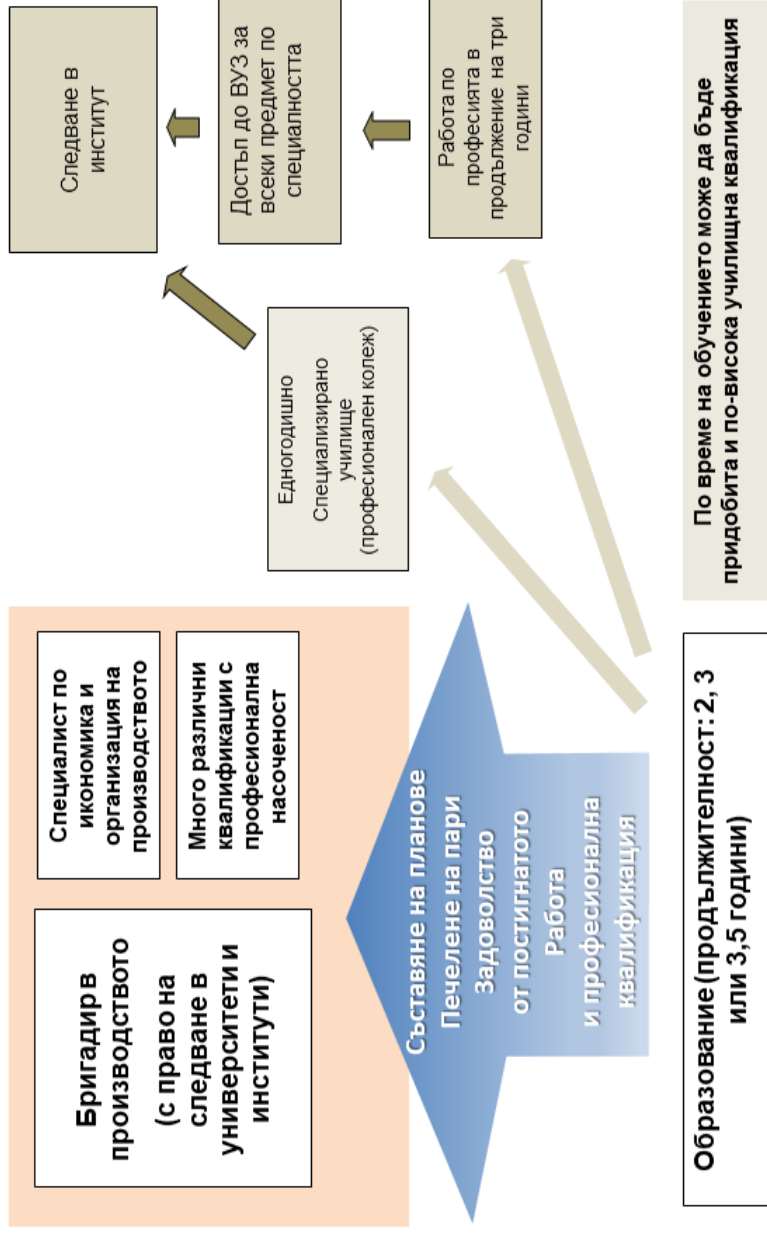 Бригадир в
производството
(с право на
следване в
университети и
институти)
Специалист по
икономика и
организация на
производството
Много различни
квалификации с
професионална
насоченост
Следване в
институт
Едногодишно
Специализирано
училище
(професионален колеж)
Достъп до ВУЗ за
всеки предмет по
специалността
Работа по
професията в
продължение на три
години
Съставяне на планове
Печелене на пари
Задоволство
от постигнатото
Работа
и професионална
квалификация
Образование (продължителност: 2, 3
или 3,5 години)
По време на обучението може да бъде
придобита и по-висока училищна квалификация